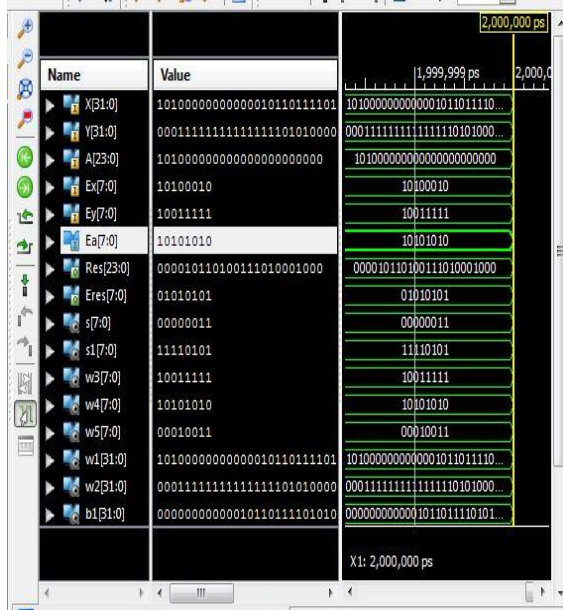 2,000,000 ps
Name Value 1,999,999 ps 2,000,0
X[31:0] 10100000000000010110111101 1010000000000001011011110...
Y[31:0] 00011111111111111101010000 0001111111111111110101000...
A[23:0] 101000000000000000000000 101000000000000000000000
Ex[7:0] 10100010 10100010
Ey[7:0] 10011111 10011111
Ea[7:0] 10101010 10101010
Res[23:0] 000010110100111010001000 000010110100111010001000
Eres[7:0] 01010101 01010101
s[7:0] 00000011 00000011
s1[7:0] 11110101 11110101
w3[7:0] 10011111 10011111
w4[7:0] 10101010 10101010
w5[7:0] 00010011 00010011
w1[31:0] 10100000000000010110111101 1010000000000001011011110...
w2[31:0] 00011111111111111101010000 0001111111111111110101000...
b1[31:0] 00000000000010110111101010 0000000000001011011110101...
X1: 2,000,000 ps